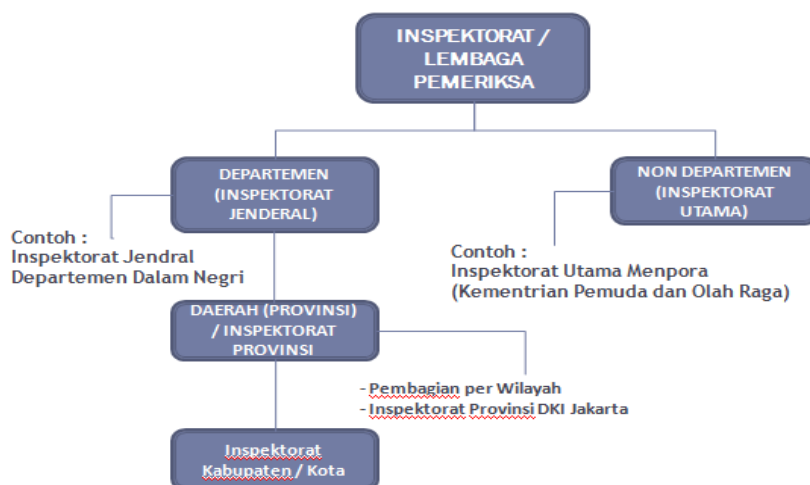 INSPEKTORAT /
LEMBAGA
PEMERIKSA
DEPARTEMEN
(INSPEKTORAT
JENDERAL)
NON DEPARTEMEN
(INSPEKTORAT
UTAMA)
Contoh :
Inspektorat Jendral
Departemen Dalam Negri
Contoh :
Inspektorat Utama Menpora
(Kementrian Pemuda dan Olah Raga)
DAERAH (PROVINSI)
/ INSPEKTORAT
PROVINSI
- Pembagian per Wilayah
- Inspektorat Provinsi DKI Jakarta
Inspektorat
Kabupaten / Kota